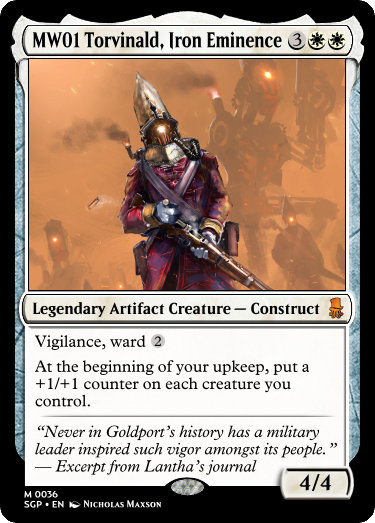 MW01 Torvinald, Iron Eminence 3
Legendary Artifact Creature — Construct
Vigilance, ward 2
At the beginning of your upkeep, put a
+1/+1 counter on each creature you
control.
“Never in Goldport's history has a military
leader inspired such vigor amongst its people.”
— Excerpt from Lantha's journal
4/4
M 0036
SGP • EN Nicholas Maxson